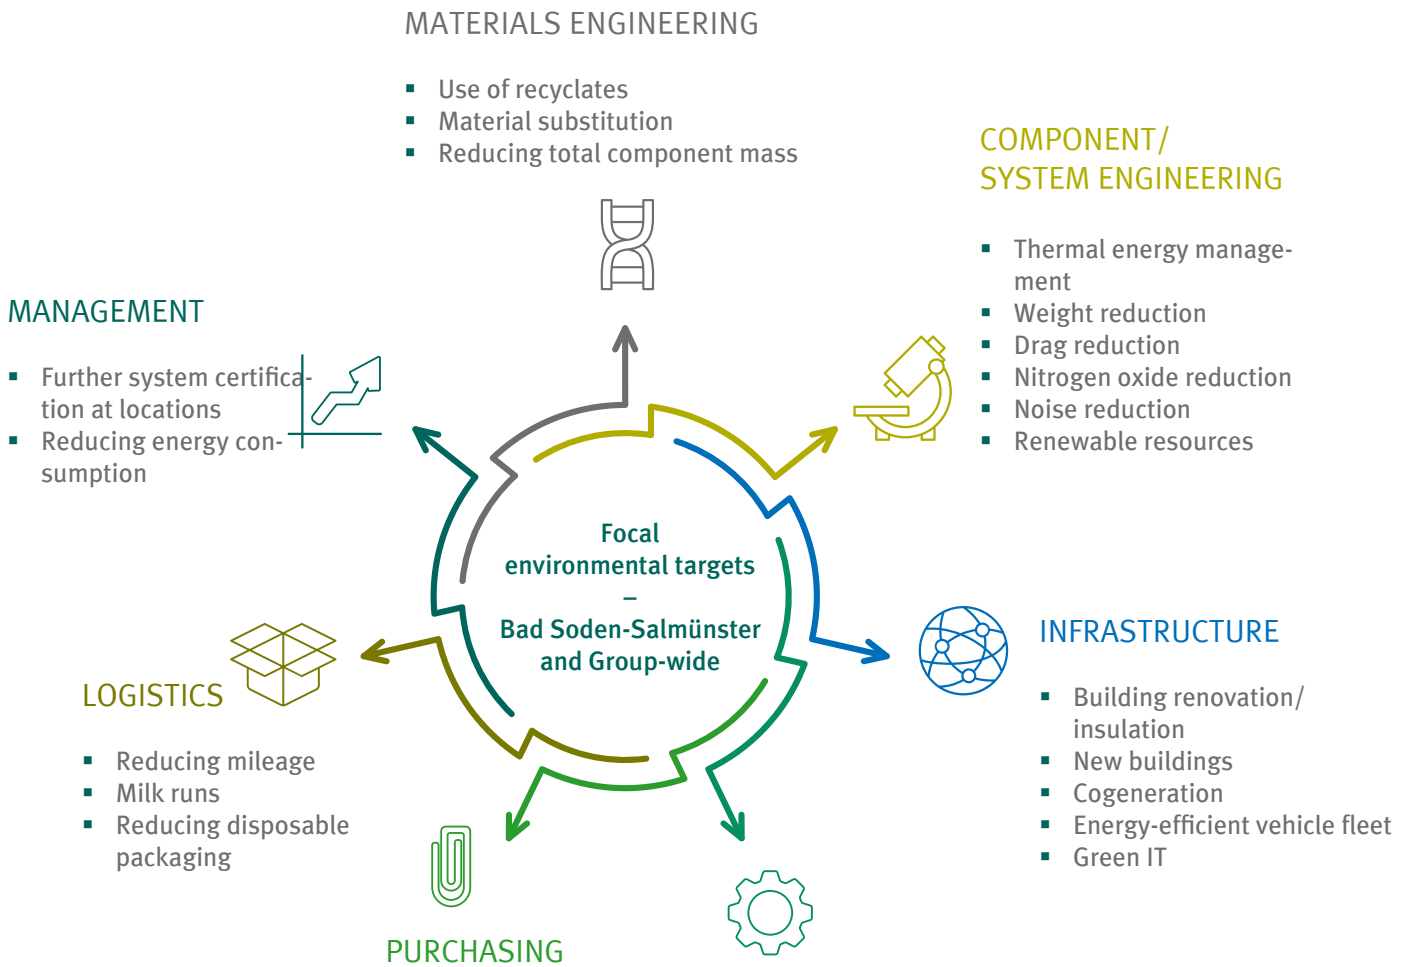 MATERIALS ENGINEERING
▪ Use of recyclates
▪ Material substitution
▪ Reducing total component mass
COMPONENT/
SYSTEM ENGINEERING
▪ Thermal energy manage-
ment
▪ Weight reduction
▪ Drag reduction
▪ Nitrogen oxide reduction
▪ Noise reduction
▪ Renewable resources
MANAGEMENT
▪ Further system certifica-
tion at locations
▪ Reducing energy con-
sumption
Focal
environmental targets
–
Bad Soden-Salmünster
and Group-wide
INFRASTRUCTURE
▪ Building renovation/
insulation
▪ New buildings
▪ Cogeneration
▪ Energy-efficient vehicle fleet
▪ Green IT
LOGISTICS
▪ Reducing mileage
▪ Milk runs
▪ Reducing disposable
packaging
PURCHASING